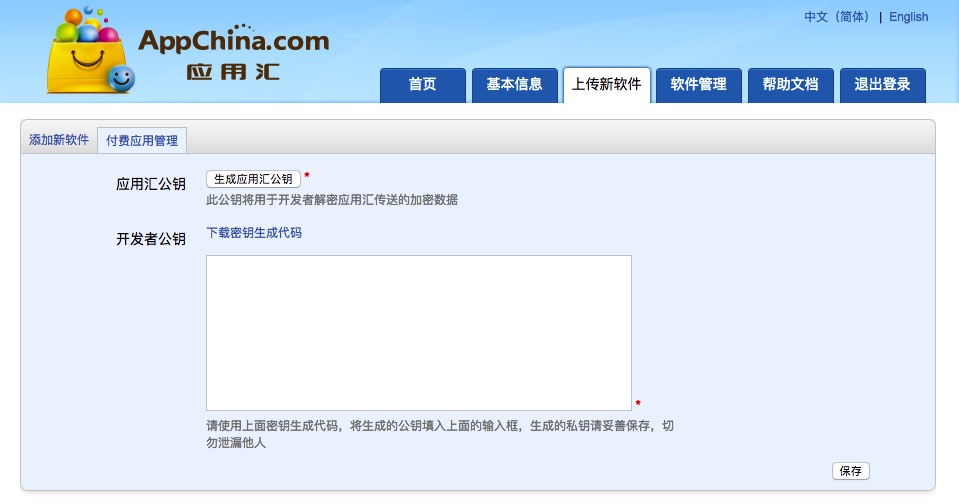 中文（简体） | English
AppChina.com
应用汇
首页 基本信息 上传新软件 软件管理 帮助文档 退出登录
添加新软件 付费应用管理
应用汇公钥 生成应用汇公钥 *
此公钥将用于开发者解密应用汇传送的加密数据
开发者公钥 下载密钥生成代码
*
请使用上面密钥生成代码，将生成的公钥填入上面的输入框，生成的私钥请妥善保存，切
勿泄漏他人
保存